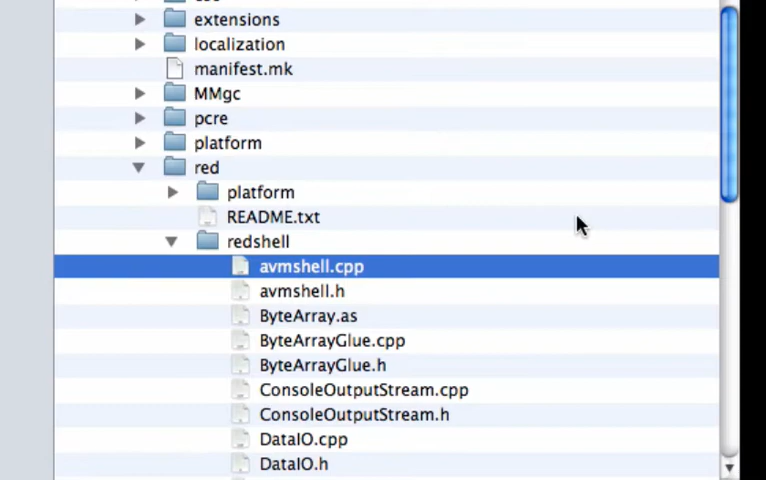 extensions
localization
manifest.mk
MMgc
pcre
platform
red
platform
README.txt
redshell
avmshell.cpp
avmshell.h
ByteArray.as
ByteArrayGlue.cpp
ByteArrayGlue.h
ConsoleOutputStream.cpp
ConsoleOutputStream.h
DataIO.cpp
DataIO.h